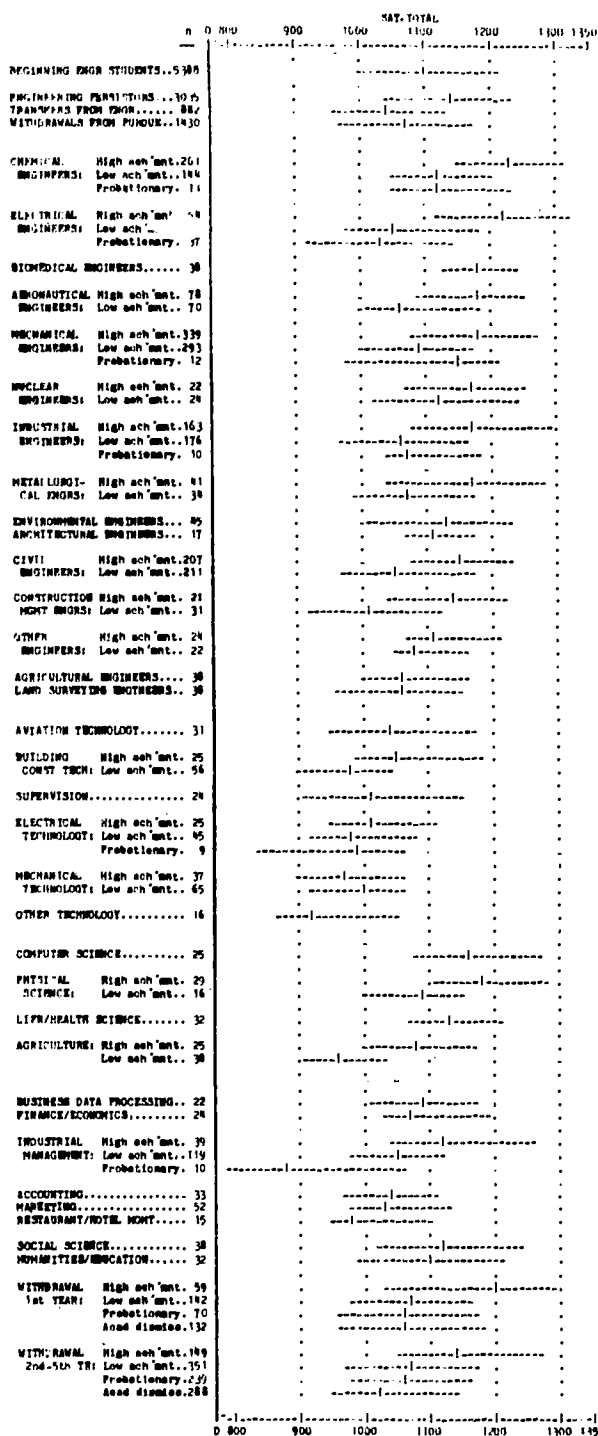 SAT-TOTAL
n 0 800 900 1000 1100 1200 1300 1350
BEGINNING ENGR STUDENTS..5308
ENGINEERING PERSISTORS...3035
TRANSFERS FROM ENGR...... 882
WITHDRAWALS FROM PURDUE..1430
CHEMICAL High ach'mnt.261
ENGINEERS: Low ach'mnt..144
Probationary. 13
ELECTRICAL High ach'mnt
ENGINEERS: Low ach'
Probationary. 37
BIOMEDICAL ENGINEERS...... 30
AERONAUTICAL High ach'mnt. 78
ENGINEERS: Low ach'mnt.. 70
MECHANICAL High ach'mnt.339
ENGINEERS: Low ach'mnt..293
Probationary. 12
NUCLEAR High ach'mnt. 22
ENGINEERS: Low ach'mnt.. 24
INDUSTRIAL High ach'mnt.163
ENGINEERS: Low ach'mnt..176
Probationary. 10
METALLURGI- High ach'mnt. 41
CAL ENGRS: Low ach'mnt.. 34
ENVIRONMENTAL ENGINEERS... 45
ARCHITECTURAL ENGINEERS... 17
CIVIL High ach'mnt.207
ENGINEERS: Low ach'mnt..211
CONSTRUCTION High ach'mnt. 21
MGMT ENGRS: Low ach'mnt.. 31
OTHER High ach'mnt. 24
ENGINEERS: Low ach'mnt.. 22
AGRICULTURAL ENGINEERS.... 30
LAND SURVEYING ENGINEERS.. 30
AVIATION TECHNOLOGY....... 31
BUILDING High ach'mnt. 25
CONST TECH: Low ach'mnt.. 56
SUPERVISION............... 24
ELECTRICAL High ach'mnt. 25
TECHNOLOGY: Low ach'mnt.. 45
Probationary. 9
MECHANICAL High ach'mnt. 37
TECHNOLOGY: Low ach'mnt.. 65
OTHER TECHNOLOGY.......... 16
COMPUTER SCIENCE.......... 25
PHYSICAL High ach'mnt. 29
SCIENCE: Low ach'mnt.. 16
LIFE/HEALTH SCIENCE....... 32
AGRICULTURE: High ach'mnt. 25
Low ach'mnt.. 30
BUSINESS DATA PROCESSING.. 22
FINANCE/ECONOMICS......... 24
INDUSTRIAL High ach'mnt. 39
MANAGEMENT: Low ach'mnt..119
Probationary. 10
ACCOUNTING................ 33
MARKETING................. 52
RESTAURANT/HOTEL MGMT..... 15
SOCIAL SCIENCE............ 30
HUMANITIES/EDUCATION...... 32
WITHDRAWAL High ach'mnt. 59
1st YEAR: Low ach'mnt..142
Probationary. 70
Acad dismiss.132
WITHDRAWAL High ach'mnt.149
2nd-5th YR: Low ach'mnt..351
Probationary.239
Acad dismiss.288
0 800 900 1000 1100 1200 1300 135